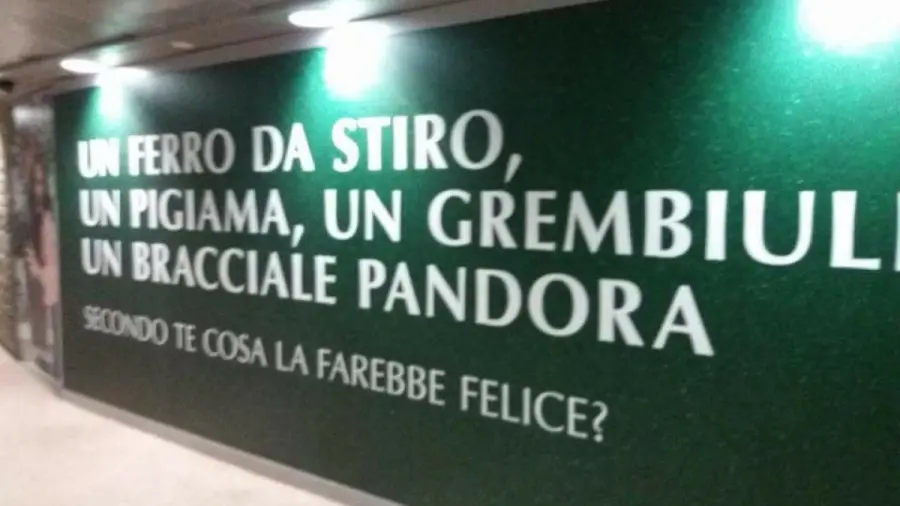 UN FERRO DA STIRO,
UN PIGIAMA, UN GREMBIUL
UN BRACCIALE PANDORA
SECONDO TE COSA LA FAREBBE FELICE?